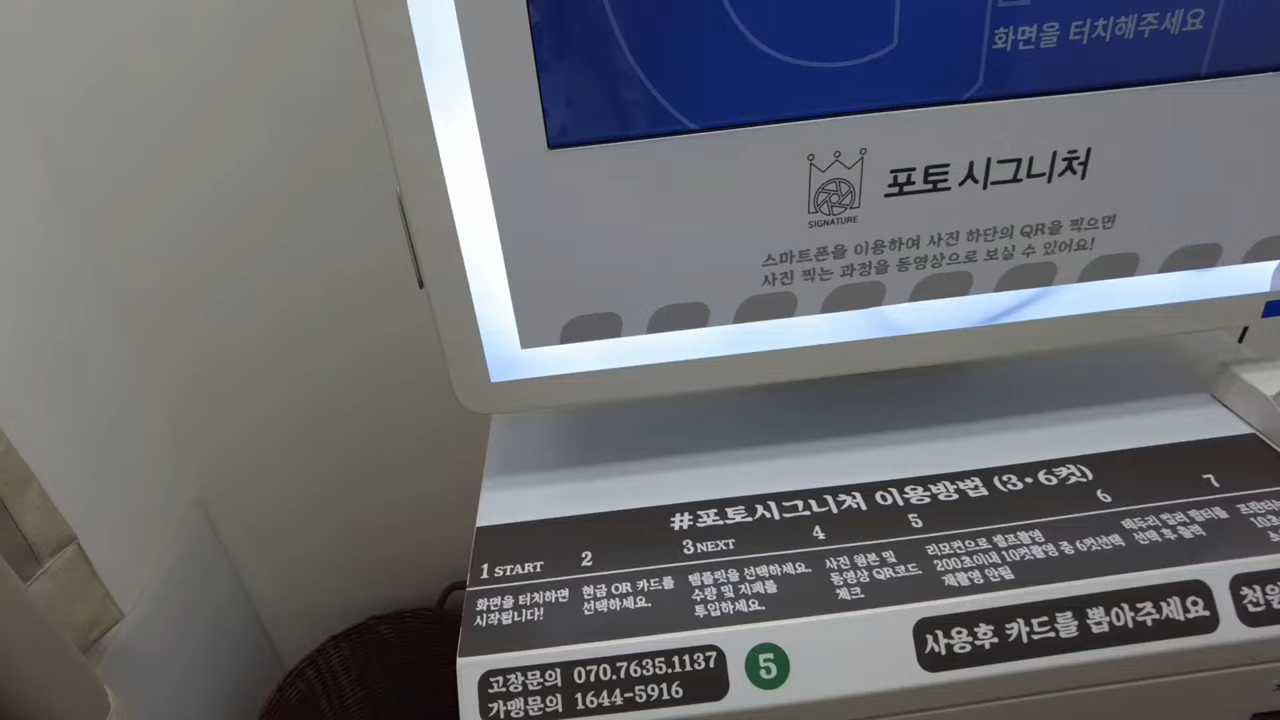 화면을 터치해주세요
포토시그니처
SIGNATURE
스마트폰을 이용하여 사진 하단의 QR을 찍으면
사진 찍는 과정을 동영상으로 보실 수 있어요!
#포토시그니처 이용방법 (3·6컷)
1 START
화면을 터치하면
시작됩니다!
2
현금 OR 카드를
선택하세요.
3 NEXT
템플릿을 선택하세요.
수량 및 지폐를
투입하세요.
4
사진 원본 및
동영상 QR코드
체크
5
리모컨으로 셀프촬영
200초이내 10컷촬영 중 6컷선택
재촬영 안됨
6
테두리 컬러 필터를
선택 후 출력
7
고장문의 070.7635.1137
가맹문의 1644-5916
5
사용후 카드를 뽑아주세요
천원